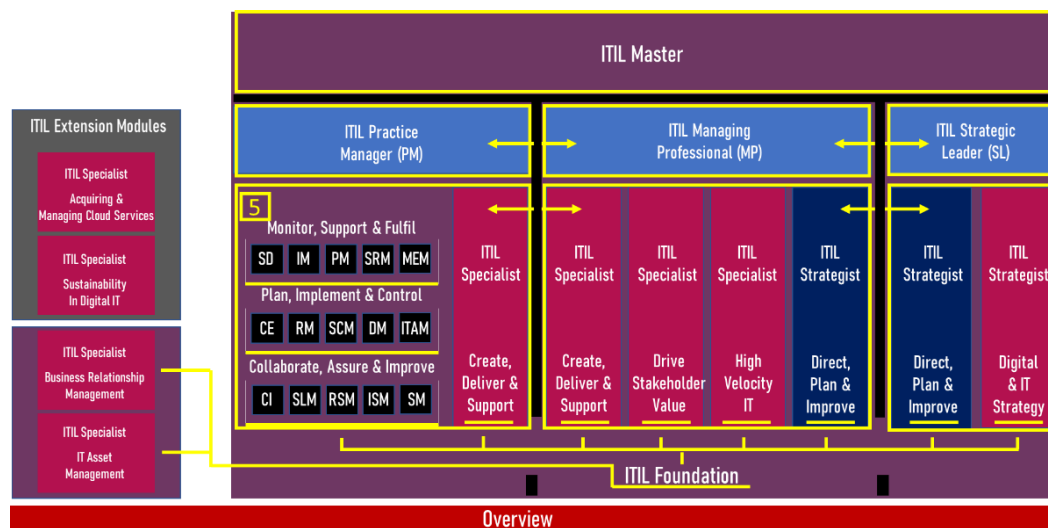 ITIL Master
ITIL Extension Modules
ITIL Specialist
Acquiring &
Managing Cloud Services
ITIL Specialist
Sustainability
In Digital IT
ITIL Specialist
Business Relationship
Management
ITIL Specialist
IT Asset
Management
ITIL Practice
Manager (PM)
ITIL Managing
Professional (MP)
ITIL Strategic
Leader (SL)
5
Monitor, Support & Fulfil
SD IM PM SRM MEM
Plan, Implement & Control
CE RM SCM DM ITAM
Collaborate, Assure & Improve
CI SLM RSM ISM SM
ITIL
Specialist
Create,
Deliver &
Support
ITIL
Specialist
Create,
Deliver &
Support
ITIL
Specialist
Drive
Stakeholder
Value
ITIL
Specialist
High
Velocity
IT
ITIL
Strategist
Direct,
Plan &
Improve
ITIL
Strategist
Direct,
Plan &
Improve
ITIL
Strategist
Digital
& IT
Strategy
ITIL Foundation
Overview